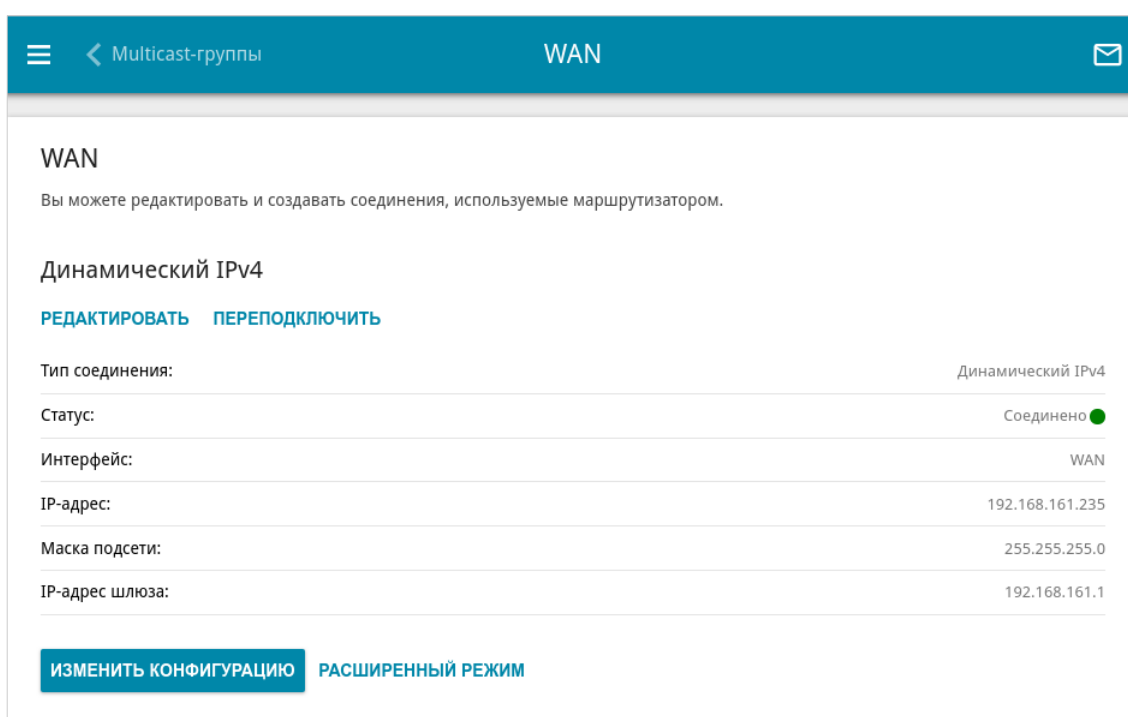 Multicast-группы
WAN
WAN
Вы можете редактировать и создавать соединения, используемые маршрутизатором.
Динамический IPv4
РЕДАКТИРОВАТЬ ПЕРЕПОДКЛЮЧИТЬ
Тип соединения: Динамический IPv4
Статус: Соединено
Интерфейс: WAN
IP-адрес: 192.168.161.235
Маска подсети: 255.255.255.0
IP-адрес шлюза: 192.168.161.1
ИЗМЕНИТЬ КОНФИГУРАЦИЮ РАСШИРЕННЫЙ РЕЖИМ